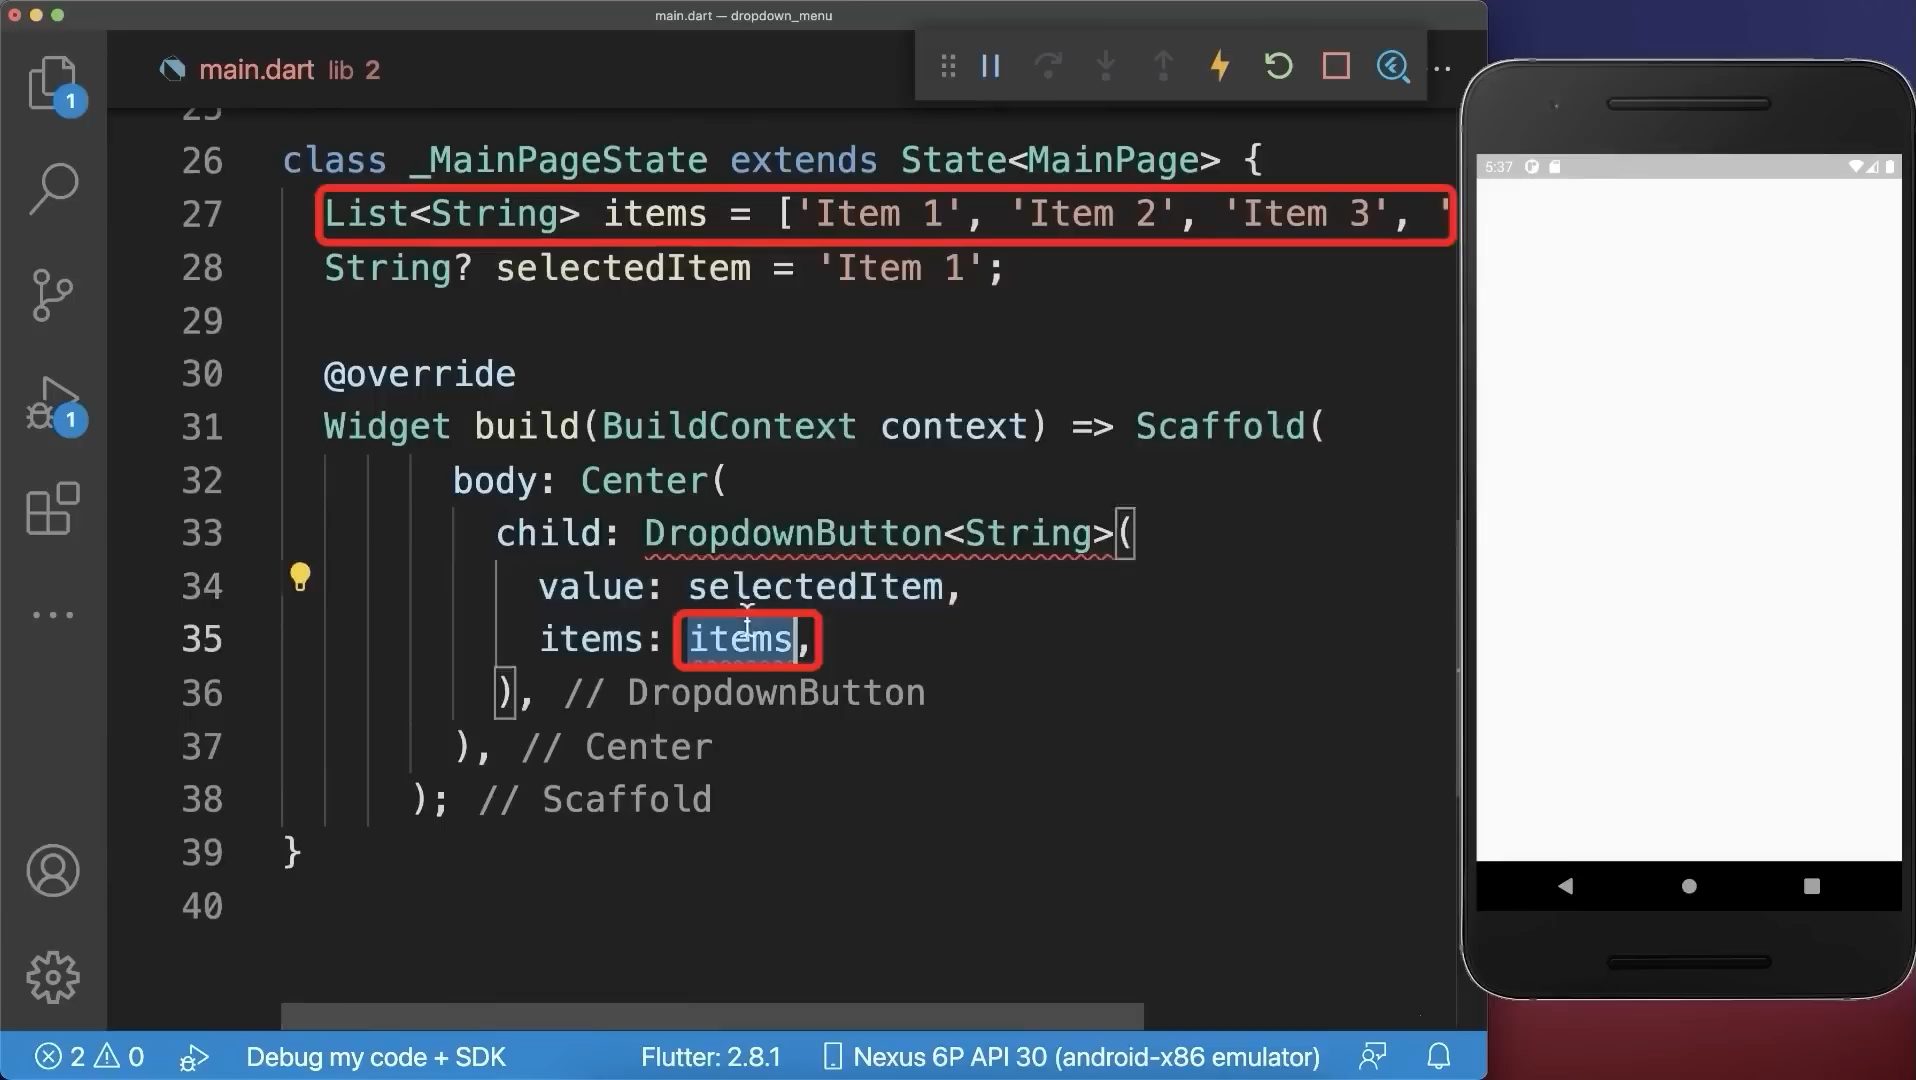 main.dart — dropdown_menu
main.dart lib 2
1
25
26 class _MainPageState extends State<MainPage> {
27 List<String> items = ['Item 1', 'Item 2', 'Item 3', '
28 String? selectedItem = 'Item 1';
29
30 @override
31 Widget build(BuildContext context) => Scaffold(
32 body: Center(
33 child: DropdownButton<String>(
34 value: selectedItem,
35 items: items,
36 ), // DropdownButton
37 ), // Center
38 ); // Scaffold
39 }
40
1
5:37
2 0 Debug my code + SDK Flutter: 2.8.1 Nexus 6P API 30 (android-x86 emulator)